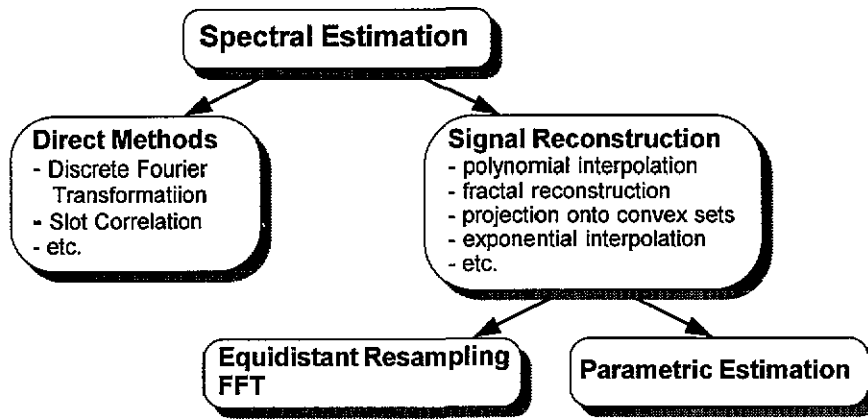 Spectral Estimation
Direct Methods
- Discrete Fourier
Transformatiion
- Slot Correlation
- etc.
Signal Reconstruction
- polynomial interpolation
- fractal reconstruction
- projection onto convex sets
- exponential interpolation
- etc.
Equidistant Resampling
FFT
Parametric Estimation